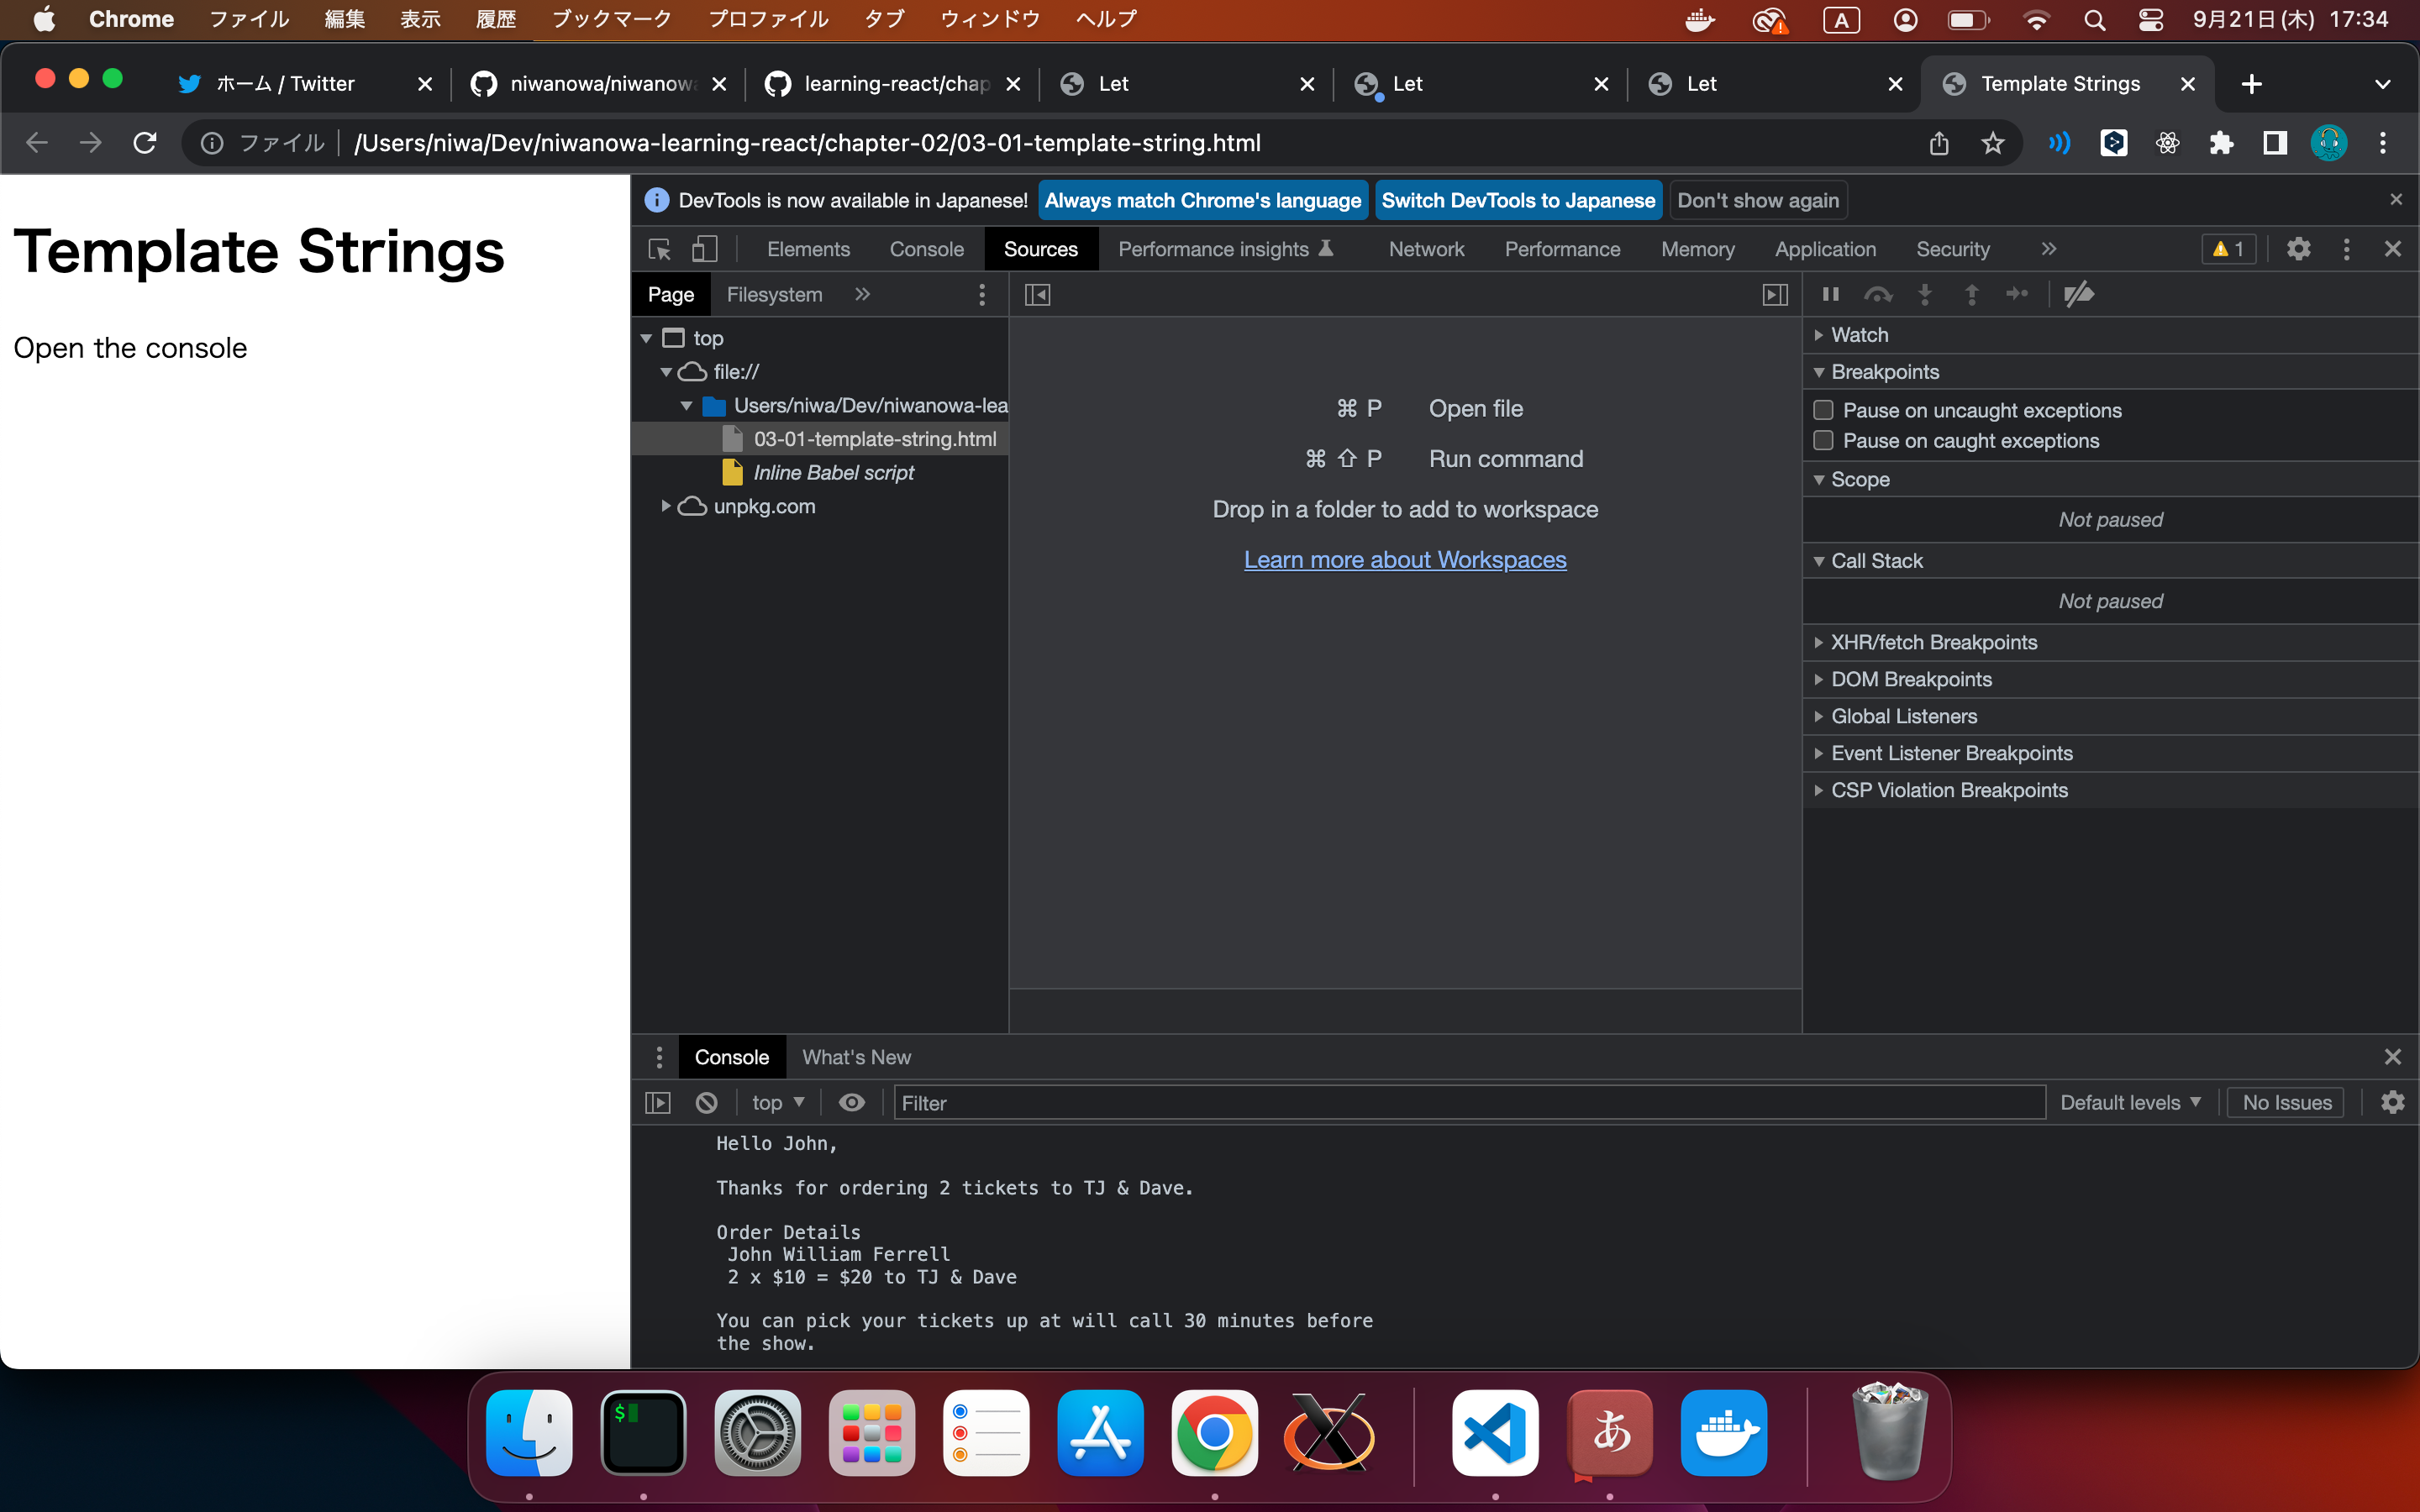 Chrome ファイル 編集 表示 履歴 ブックマーク プロファイル タブ ウィンドウ ヘルプ A 9月21日(木) 17:34
ホーム / Twitter niwanowa/niwanowa learning-react/chap Let Let Let Template Strings
ファイル /Users/niwa/Dev/niwanowa-learning-react/chapter-02/03-01-template-string.html
Template Strings
Open the console
DevTools is now available in Japanese! Always match Chrome's language Switch DevTools to Japanese Don't show again
Elements Console Sources Performance insights Network Performance Memory Application Security 1
Page Filesystem
top
file://
Users/niwa/Dev/niwanowa-lea
03-01-template-string.html
Inline Babel script
unpkg.com
⌘ P Open file
⌘ ⇧ P Run command
Drop in a folder to add to workspace
Learn more about Workspaces
Watch
Breakpoints
Pause on uncaught exceptions
Pause on caught exceptions
Scope
Not paused
Call Stack
Not paused
XHR/fetch Breakpoints
DOM Breakpoints
Global Listeners
Event Listener Breakpoints
CSP Violation Breakpoints
Console What's New
top Filter Default levels No Issues
Hello John,
Thanks for ordering 2 tickets to TJ & Dave.
Order Details
John William Ferrell
2 x $10 = $20 to TJ & Dave
You can pick your tickets up at will call 30 minutes before
the show.
$ あ